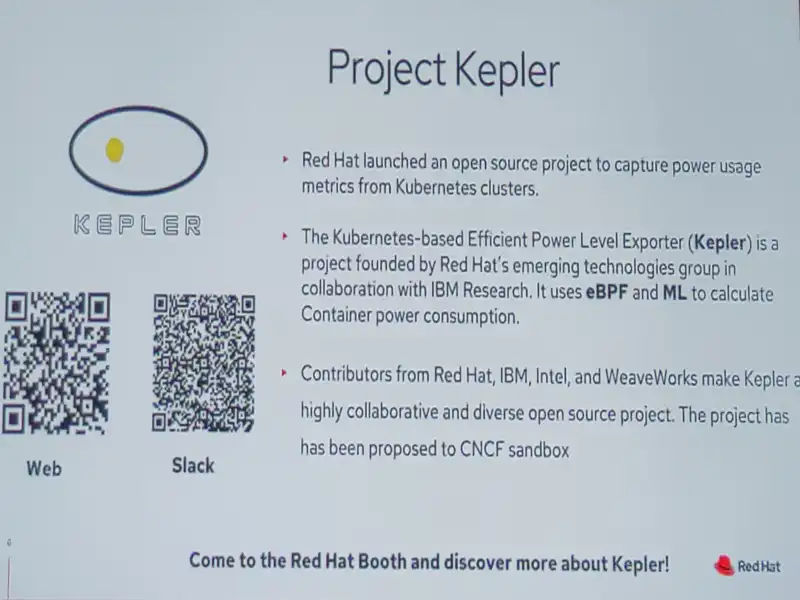 Project Kepler
KEPLER
Red Hat launched an open source project to capture power usage
metrics from Kubernetes clusters.
The Kubernetes-based Efficient Power Level Exporter (Kepler) is a
project founded by Red Hat's emerging technologies group in
collaboration with IBM Research. It uses eBPF and ML to calculate
Container power consumption.
Contributors from Red Hat, IBM, Intel, and WeaveWorks make Kepler a
highly collaborative and diverse open source project. The project has
has been proposed to CNCF sandbox
Web
Slack
Come to the Red Hat Booth and discover more about Kepler!
Red Hat